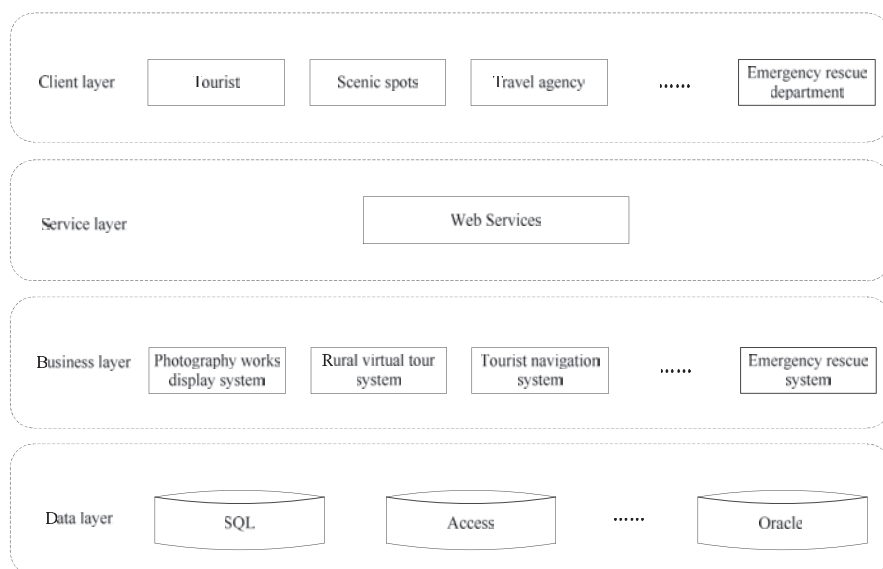 Client layer
Tourist
Scenic spots
Travel agency
......
Emergency rescue
department
Service layer
Web Services
Business layer
Photography works
display system
Rural virtual tour
system
Tourist navigation
system
......
Emergency rescue
system
Data layer
SQL
Access
......
Oracle